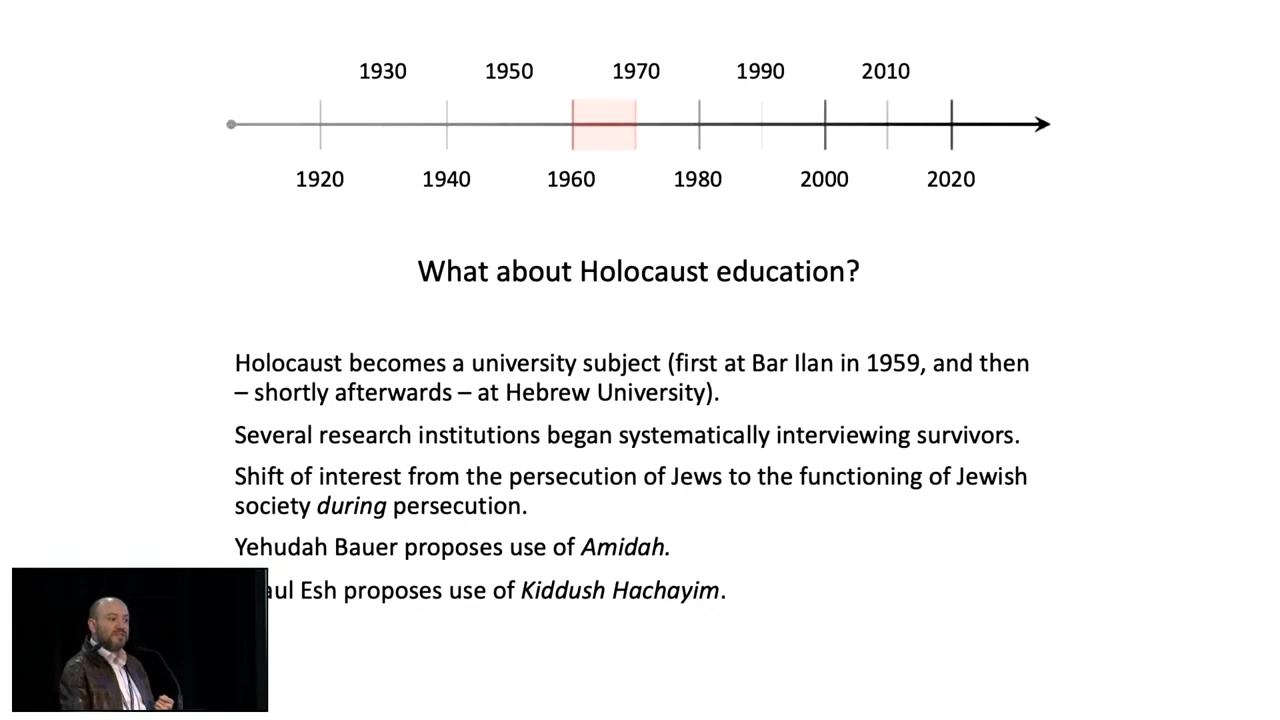 1930 1950 1970 1990 2010
1920 1940 1960 1980 2000 2020
What about Holocaust education?
Holocaust becomes a university subject (first at Bar Ilan in 1959, and then
– shortly afterwards – at Hebrew University).
Several research institutions began systematically interviewing survivors.
Shift of interest from the persecution of Jews to the functioning of Jewish
society during persecution.
Yehudah Bauer proposes use of Amidah.
aul Esh proposes use of Kiddush Hachayim.